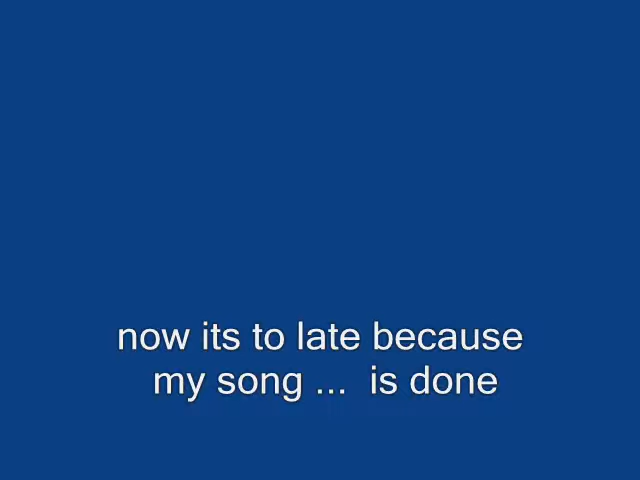 now its to late because
my song ...  is done